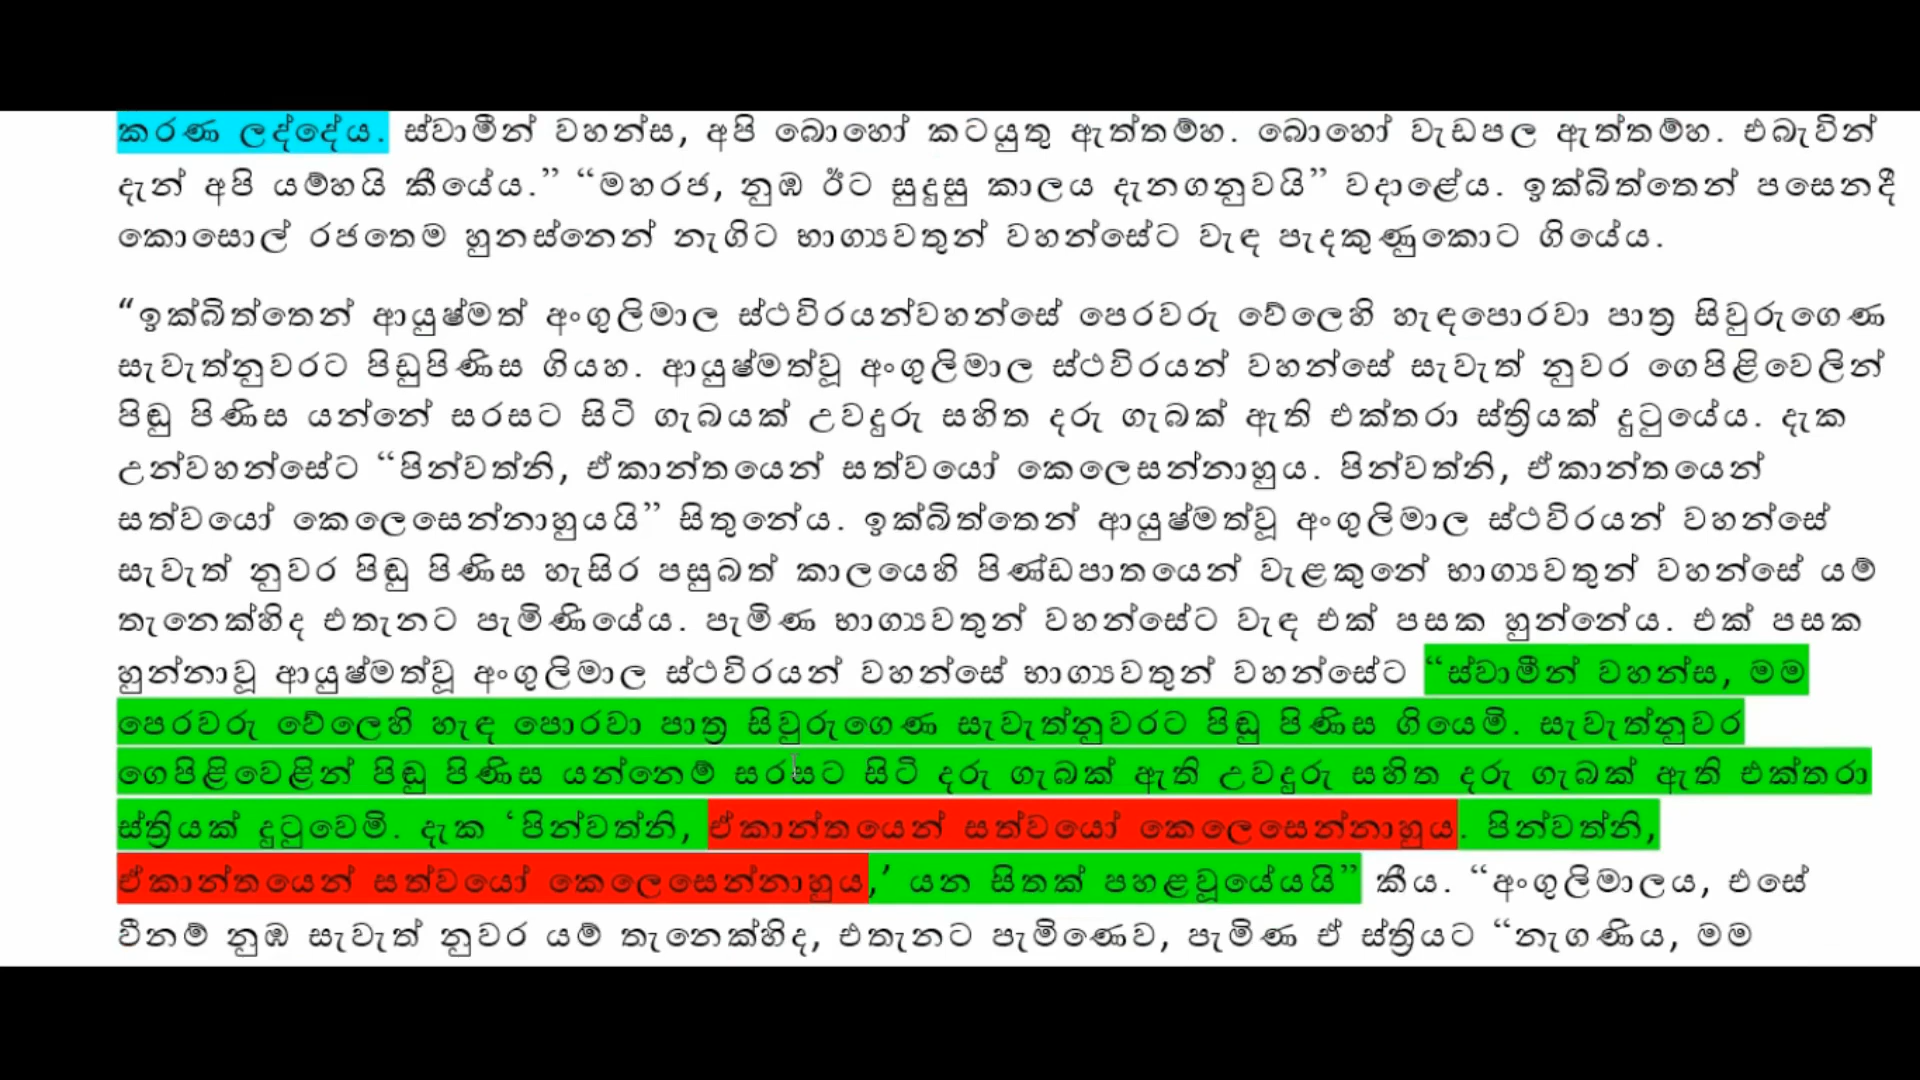 කරණ ලද්දේය. ස්වාමීන් වහන්ස, අපි බොහෝ කටයුතු ඇත්තම්හ. බොහෝ වැඩපල ඇත්තම්හ. එබැවින්
දැන් අපි යම්හයි කීයේය.” “මහරජ, නුඹ ඊට සුදුසු කාලය දැනගනුවයි” වදාළේය. ඉක්බිත්තෙන් පසෙනදී
කොසොල් රජතෙම හුනස්නෙන් නැගිට භාග්‍යවතුන් වහන්සේට වැඳ පැදකුණුකොට ගියේය.
“ඉක්බිත්තෙන් ආයුෂ්මත් අංගුලිමාල ස්ථවිරයන්වහන්සේ පෙරවරු වේලෙහි හැඳපොරවා පාත්‍ර සිවුරුගෙණ
සැවැත්නුවරට පිඩුපිණිස ගියහ. ආයුෂ්මත්වූ අංගුලිමාල ස්ථවිරයන් වහන්සේ සැවැත් නුවර ගෙපිළිවෙලින්
පිඬු පිණිස යන්නේ සරසට සිටි ගැබයක් උවදුරු සහිත දරු ගැබක් ඇති එක්තරා ස්ත්‍රියක් දුටුයේය. දැක
උන්වහන්සේට “පින්වත්නි, ඒකාන්තයෙන් සත්වයෝ කෙලෙසන්නාහුය. පින්වත්නි, ඒකාන්තයෙන්
සත්වයෝ කෙලෙසෙන්නාහුයයි” සිතුනේය. ඉක්බිත්තෙන් ආයුෂ්මත්වූ අංගුලිමාල ස්ථවිරයන් වහන්සේ
සැවැත් නුවර පිඬු පිණිස හැසිර පසුබත් කාලයෙහි පිණ්ඩපාතයෙන් වැළකුනේ භාග්‍යවතුන් වහන්සේ යම්
තැනෙක්හිද එතැනට පැමිණියේය. පැමිණ භාග්‍යවතුන් වහන්සේට වැඳ එක් පසක හුන්නේය. එක් පසක
හුන්නාවූ ආයුෂ්මත්වූ අංගුලිමාල ස්ථවිරයන් වහන්සේ භාග්‍යවතුන් වහන්සේට “ස්වාමීන් වහන්ස, මම
පෙරවරු වේලෙහි හැඳ පොරවා පාත්‍ර සිවුරුගෙණ සැවැත්නුවරට පිඬු පිණිස ගියෙමි. සැවැත්නුවර
ගෙපිළිවෙළින් පිඬු පිණිස යන්නෙම් සරසට සිටි දරු ගැබක් ඇති උවදුරු සහිත දරු ගැබක් ඇති එක්තරා
ස්ත්‍රියක් දුටුවෙමි. දැක ‘පින්වත්නි, ඒකාන්තයෙන් සත්වයෝ කෙලෙසෙන්නාහුය. පින්වත්නි,
ඒකාන්තයෙන් සත්වයෝ කෙලෙසෙන්නාහුය,’ යන සිතක් පහළවූයේයයි” කීය. “අංගුලිමාලය, එසේ
වීනම් නුඹ සැවැත් නුවර යම් තැනෙක්හිද, එතැනට පැමිණෙව, පැමිණ ඒ ස්ත්‍රියට “නැගණිය, මම